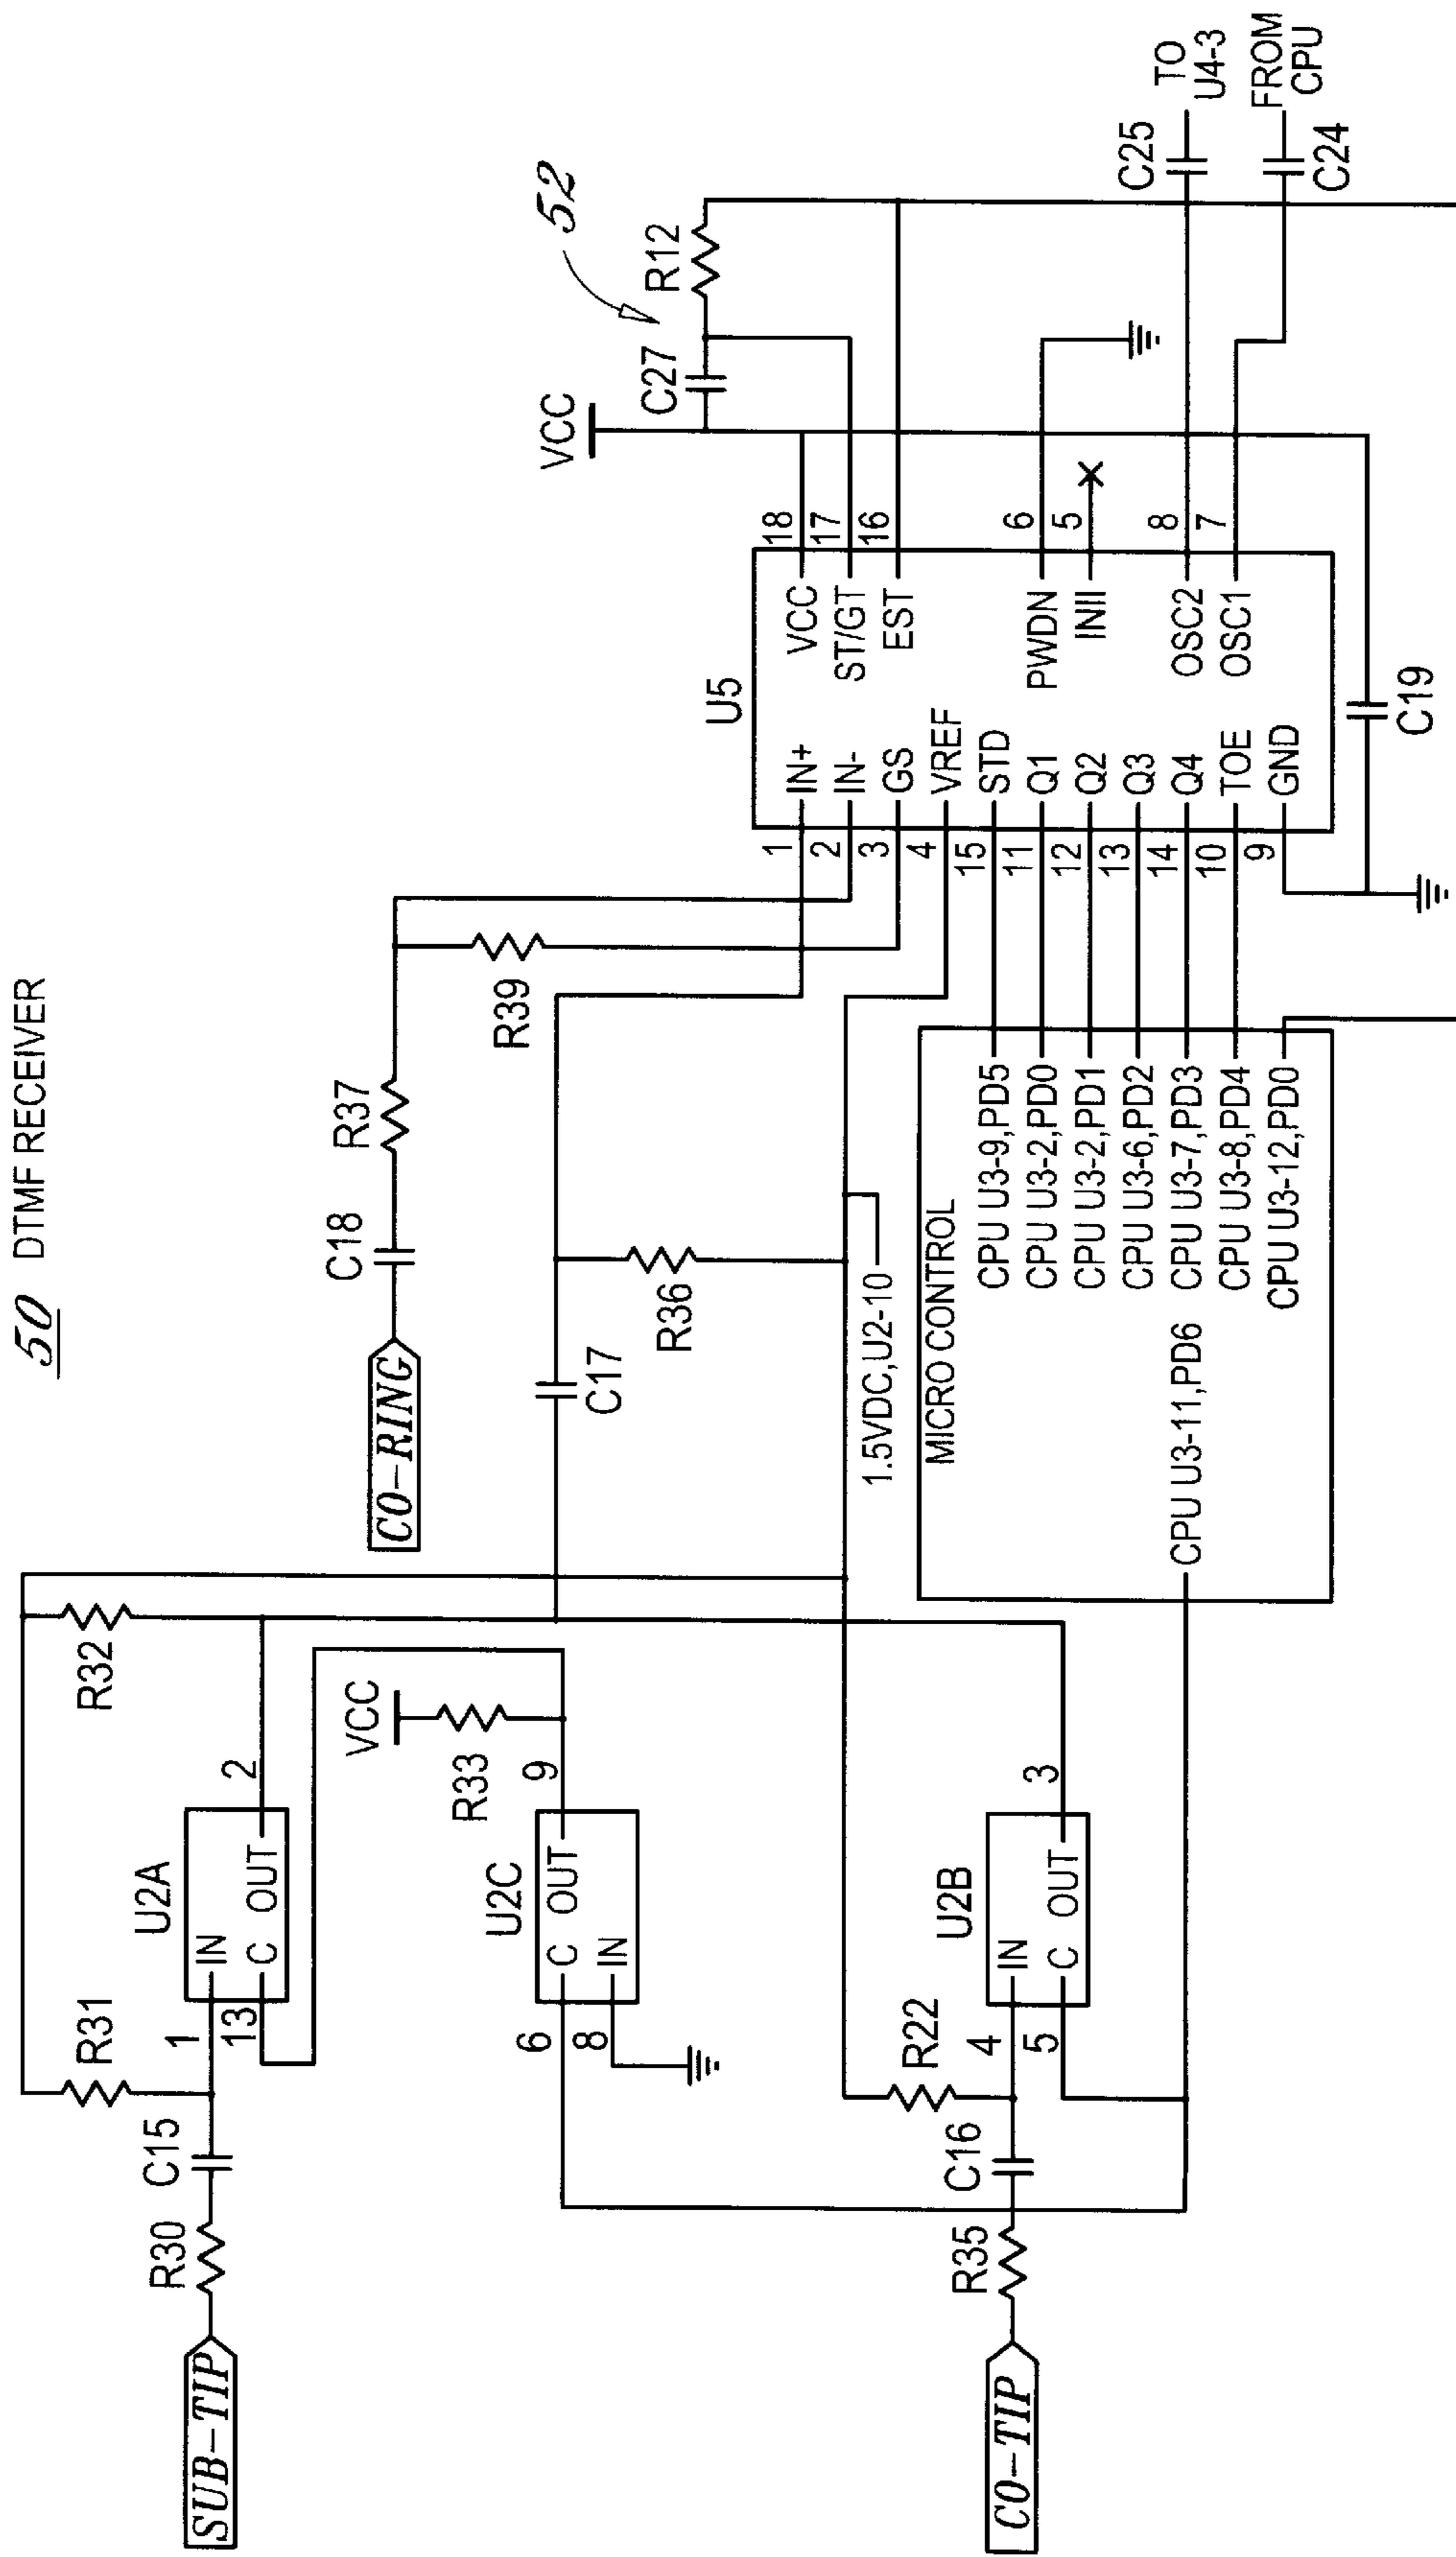 50 DTMF RECEIVER
SUB-TIP
R30
C15
R31
1
13
U2A
IN
C OUT
2
R32
VCC
R33
6
8
U2C
C OUT
IN
9
CO-TIP
R35
C16
R22
4
5
U2B
IN
C OUT
3
CO-RING
C18
R37
R39
C17
R36
1.5VDC,U2-10
MICRO CONTROL
CPU U3-11,PD6
CPU U3-9,PD5
CPU U3-2,PD0
CPU U3-2,PD1
CPU U3-6,PD2
CPU U3-7,PD3
CPU U3-8,PD4
CPU U3-12,PD0
U5
1 IN+
2 IN-
3 GS
4 VREF
15 STD
11 Q1
12 Q2
13 Q3
14 Q4
10 TOE
9 GND
VCC 18
ST/GT 17
EST 16
PWDN 6
INII 5
OSC2 8
OSC1 7
C19
VCC
C27
R12
52
C25
TO
U4-3
C24
FROM
CPU